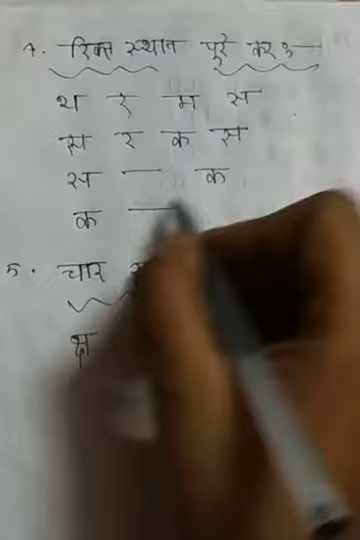 4. रिक्त स्थान पूरे कर :—
थ र म स
स र क स
स — क
क —
5. चार
क्ष